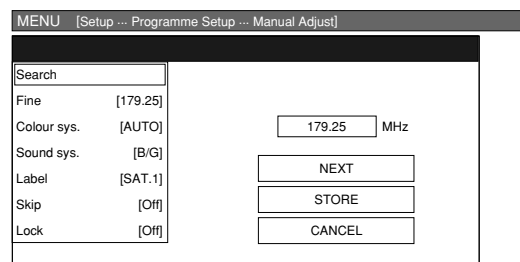 MENU [Setup ··· Programme Setup ··· Manual Adjust]
Search
Fine [179.25]
Colour sys. [AUTO]
Sound sys. [B/G]
Label [SAT.1]
Skip [Off]
Lock [Off]
179.25 MHz
NEXT
STORE
CANCEL